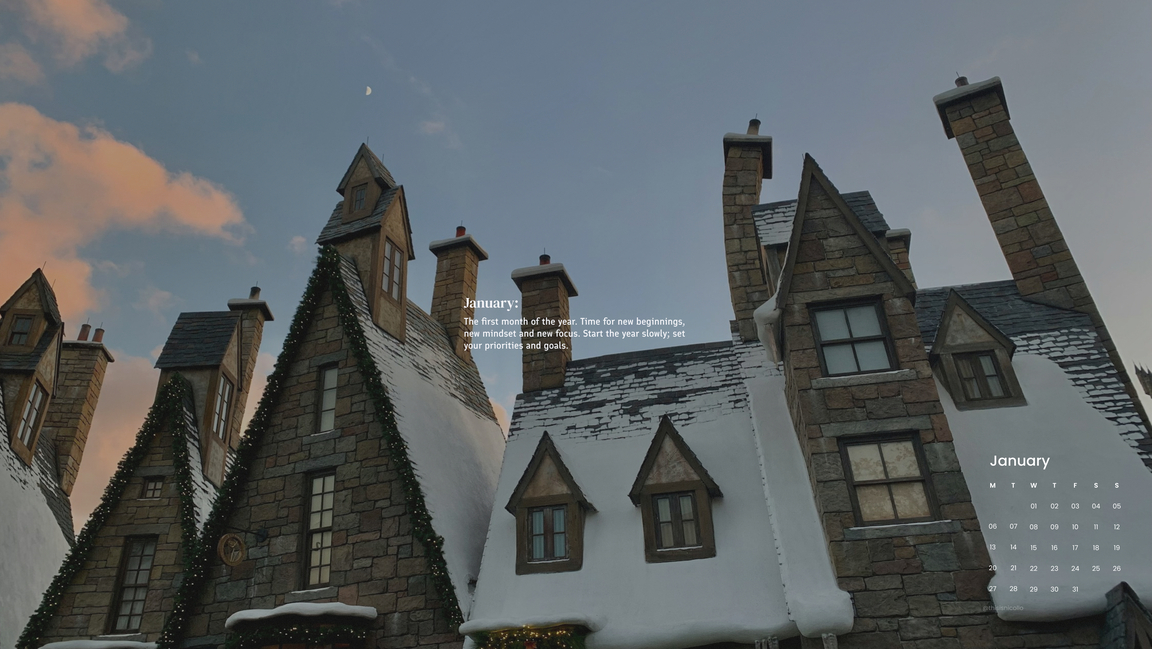 January:
The first month of the year. Time for new beginnings,
new mindset and new focus. Start the year slowly; set
your priorities and goals.
January
M T W T F S S
01 02 03 04 05
06 07 08 09 10 11 12
13 14 15 16 17 18 19
20 21 22 23 24 25 26
27 28 29 30 31